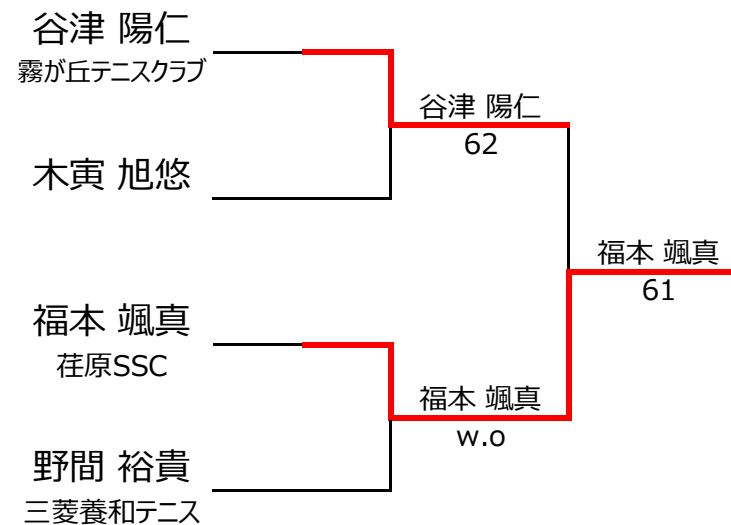 谷津 陽仁
霧が丘テニスクラブ
谷津 陽仁
62
木寅 旭悠
福本 颯真
61
福本 颯真
荏原SSC
福本 颯真
w.o
野間 裕貴
三菱養和テニス